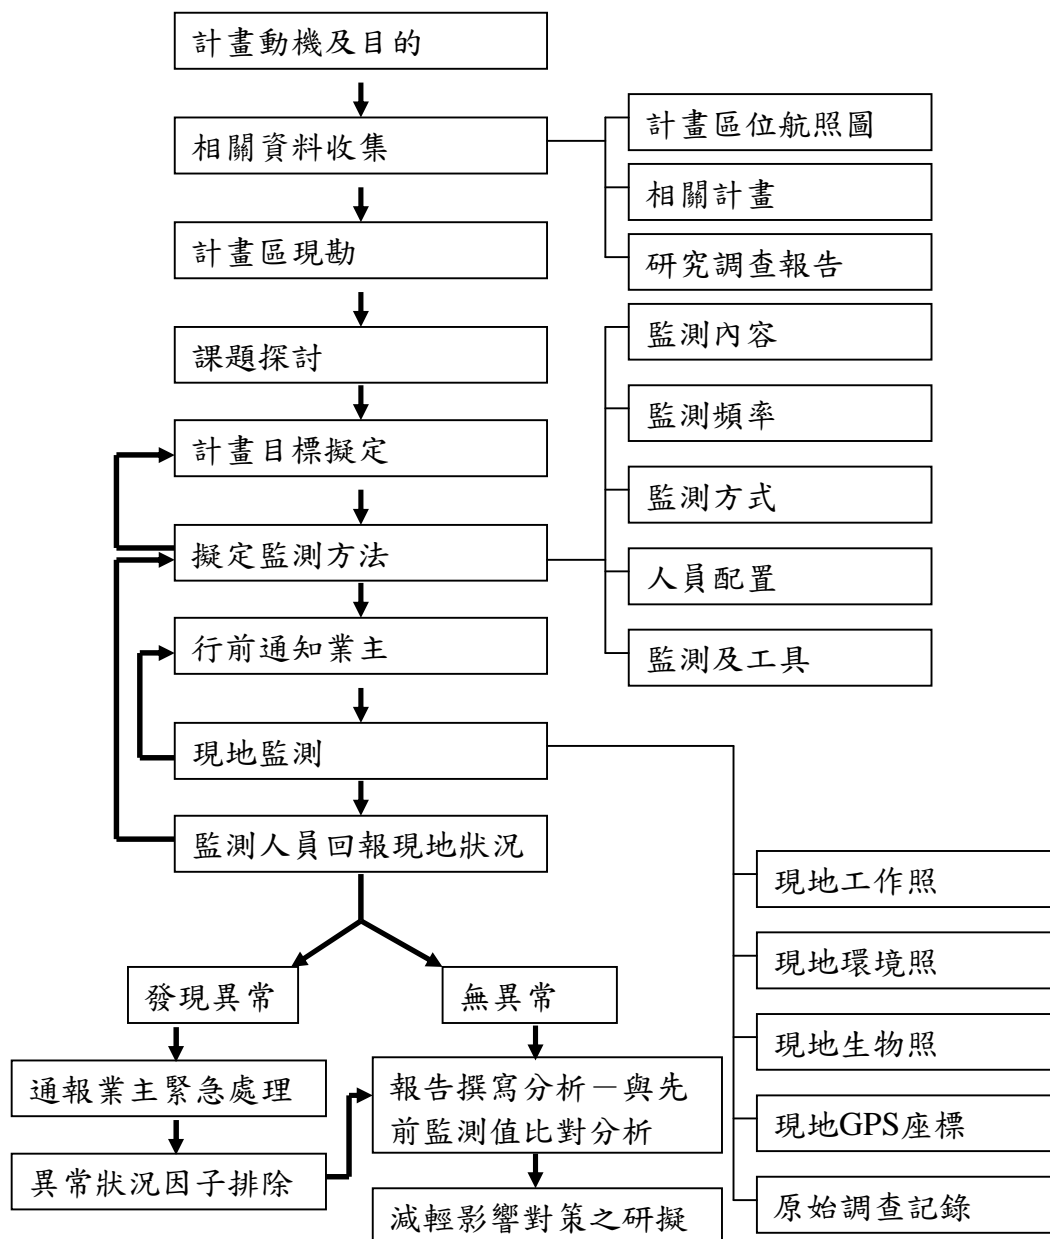 計畫動機及目的
相關資料收集
計畫區位航照圖
相關計畫
研究調查報告
計畫區現勘
課題探討
計畫目標擬定
擬定監測方法
監測內容
監測頻率
監測方式
人員配置
監測及工具
行前通知業主
現地監測
監測人員回報現地狀況
現地工作照
現地環境照
現地生物照
現地GPS座標
原始調查記錄
發現異常
無異常
通報業主緊急處理
異常狀況因子排除
報告撰寫分析－與先
前監測值比對分析
減輕影響對策之研擬